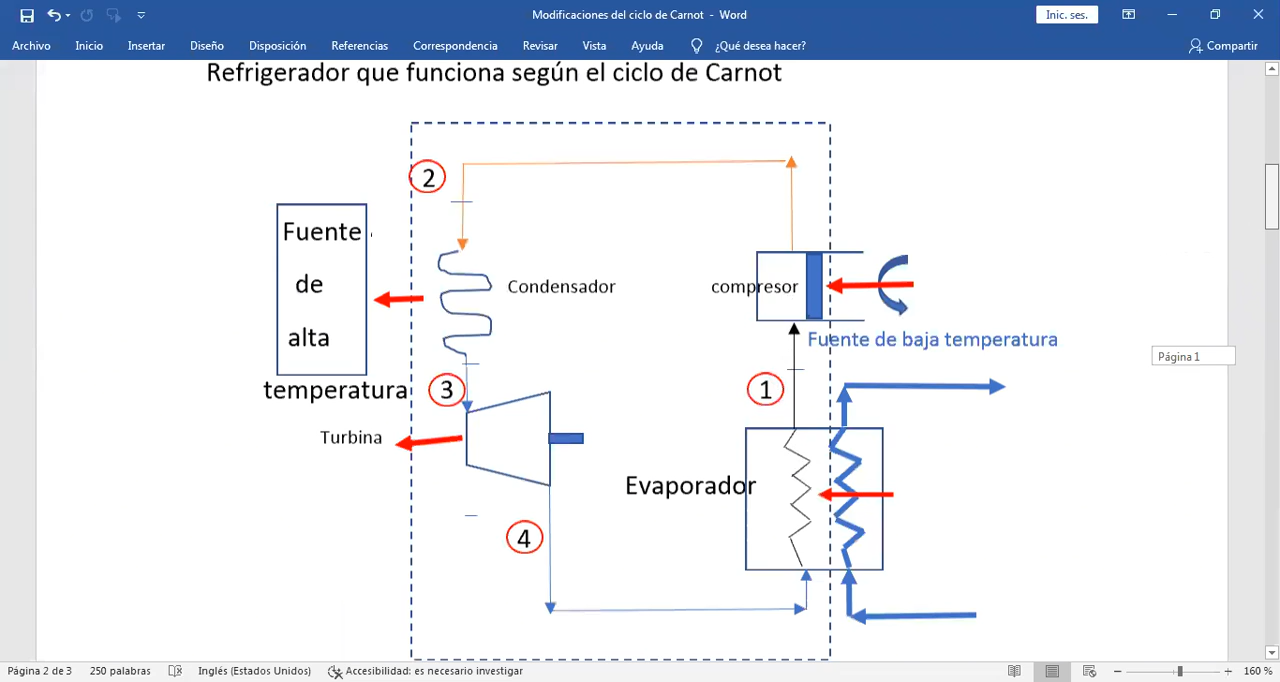 Modificaciones del ciclo de Carnot - Word
Inic. ses.
Archivo Inicio Insertar Diseño Disposición Referencias Correspondencia Revisar Vista Ayuda ¿Qué desea hacer? Compartir
Refrigerador que funciona según el ciclo de Carnot
2
Fuente
de
alta
temperatura
Condensador
compresor
Fuente de baja temperatura
Página 1
3
1
Turbina
Evaporador
4
Página 2 de 3 250 palabras Inglés (Estados Unidos) Accesibilidad: es necesario investigar 160 %